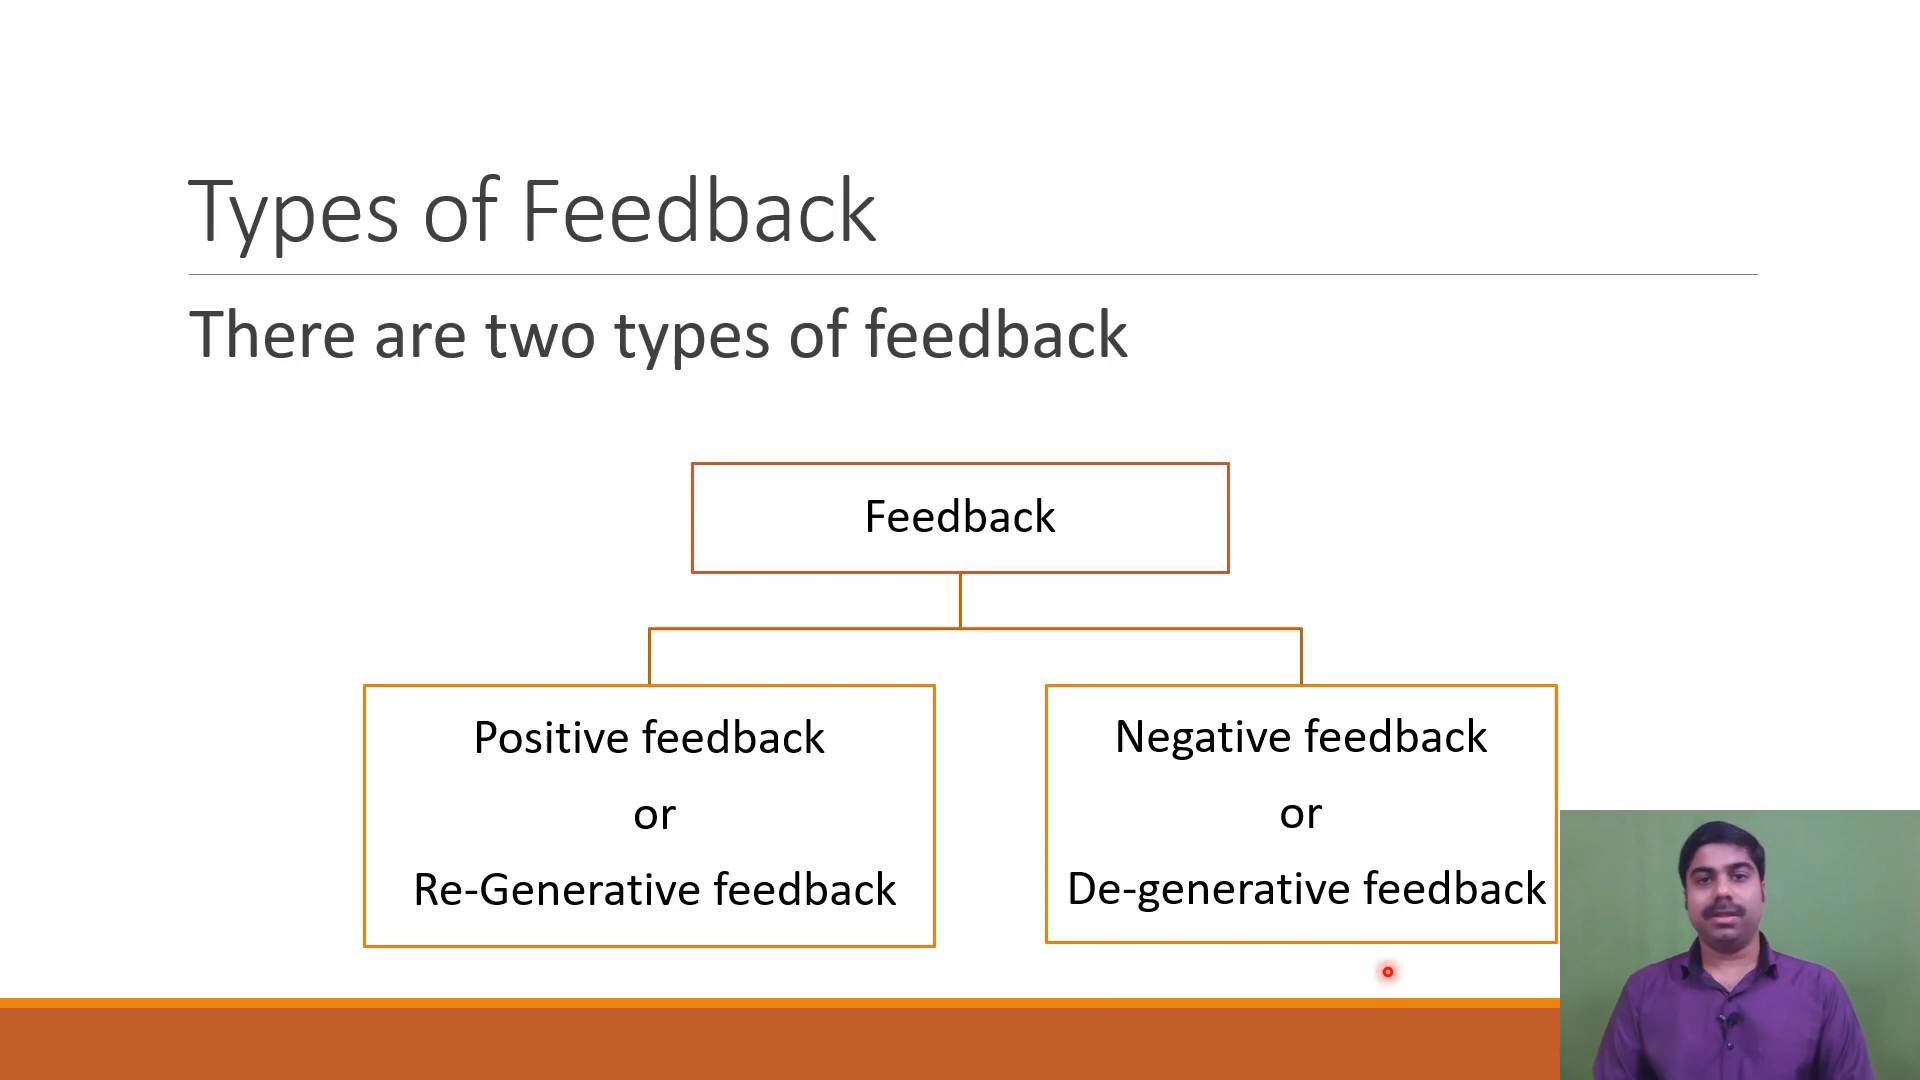 Types of Feedback
There are two types of feedback
Feedback
Positive feedback
or
Re-Generative feedback
Negative feedback
or
De-generative feedback